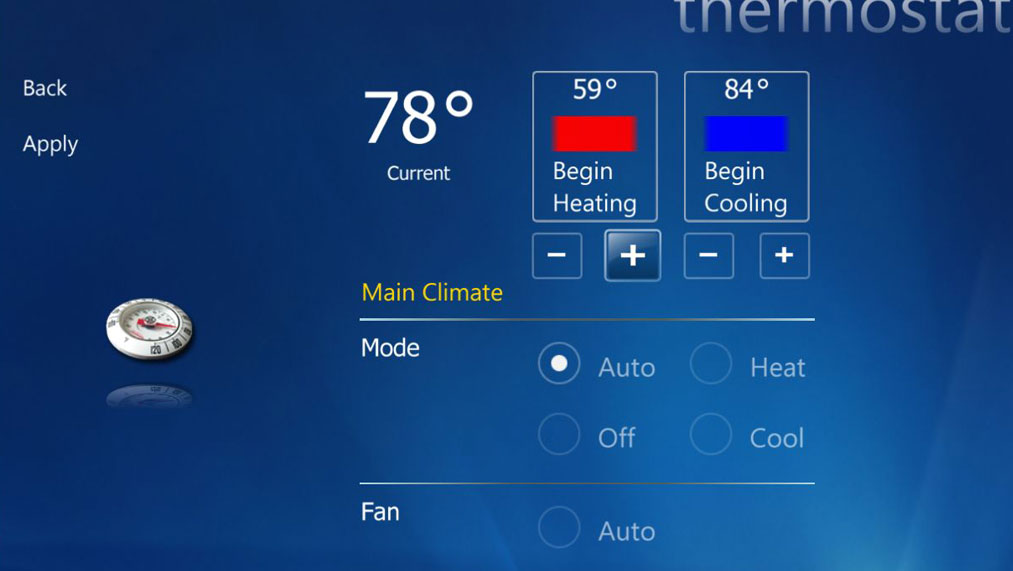 thermostat
Back
Apply
78°
Current
59°
Begin
Heating
84°
Begin
Cooling
− + − +
Main Climate
Mode
Auto Heat
Off Cool
Fan
Auto